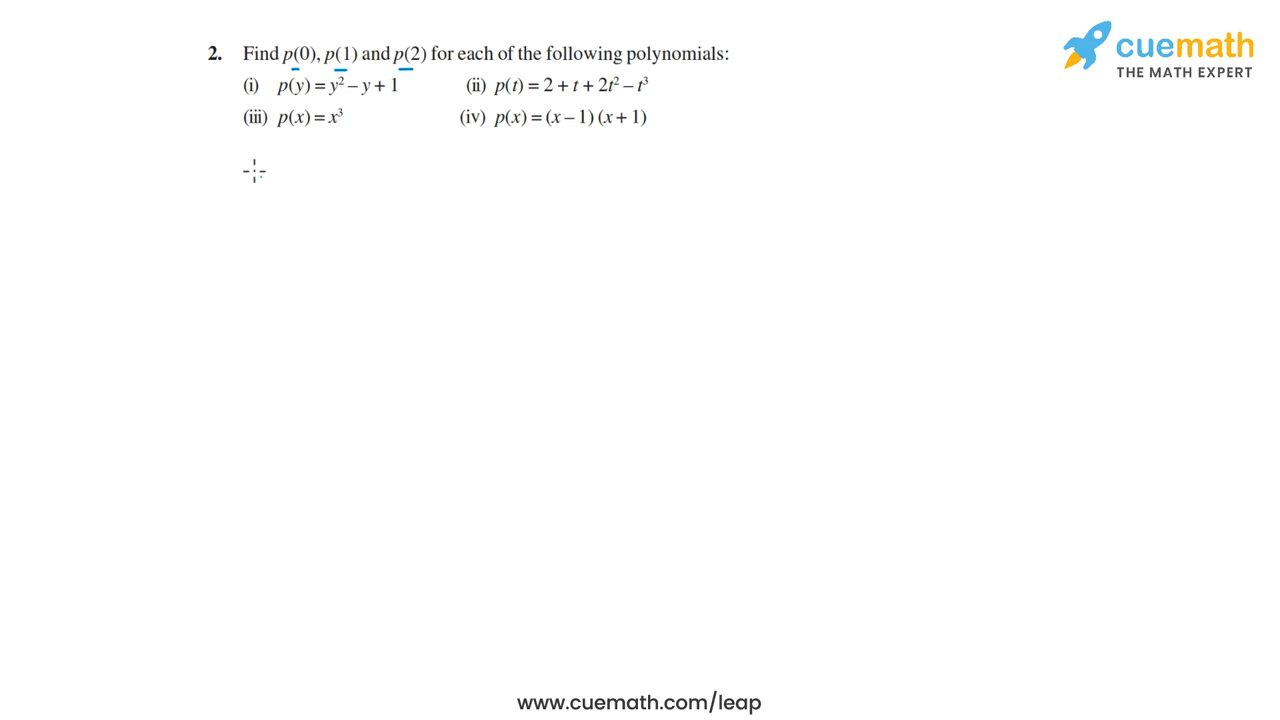 cuemath
THE MATH EXPERT
2. Find p(0), p(1) and p(2) for each of the following polynomials:
(i) p(y) = y² – y + 1 (ii) p(t) = 2 + t + 2t² – t³
(iii) p(x) = x³ (iv) p(x) = (x – 1) (x + 1)
www.cuemath.com/leap